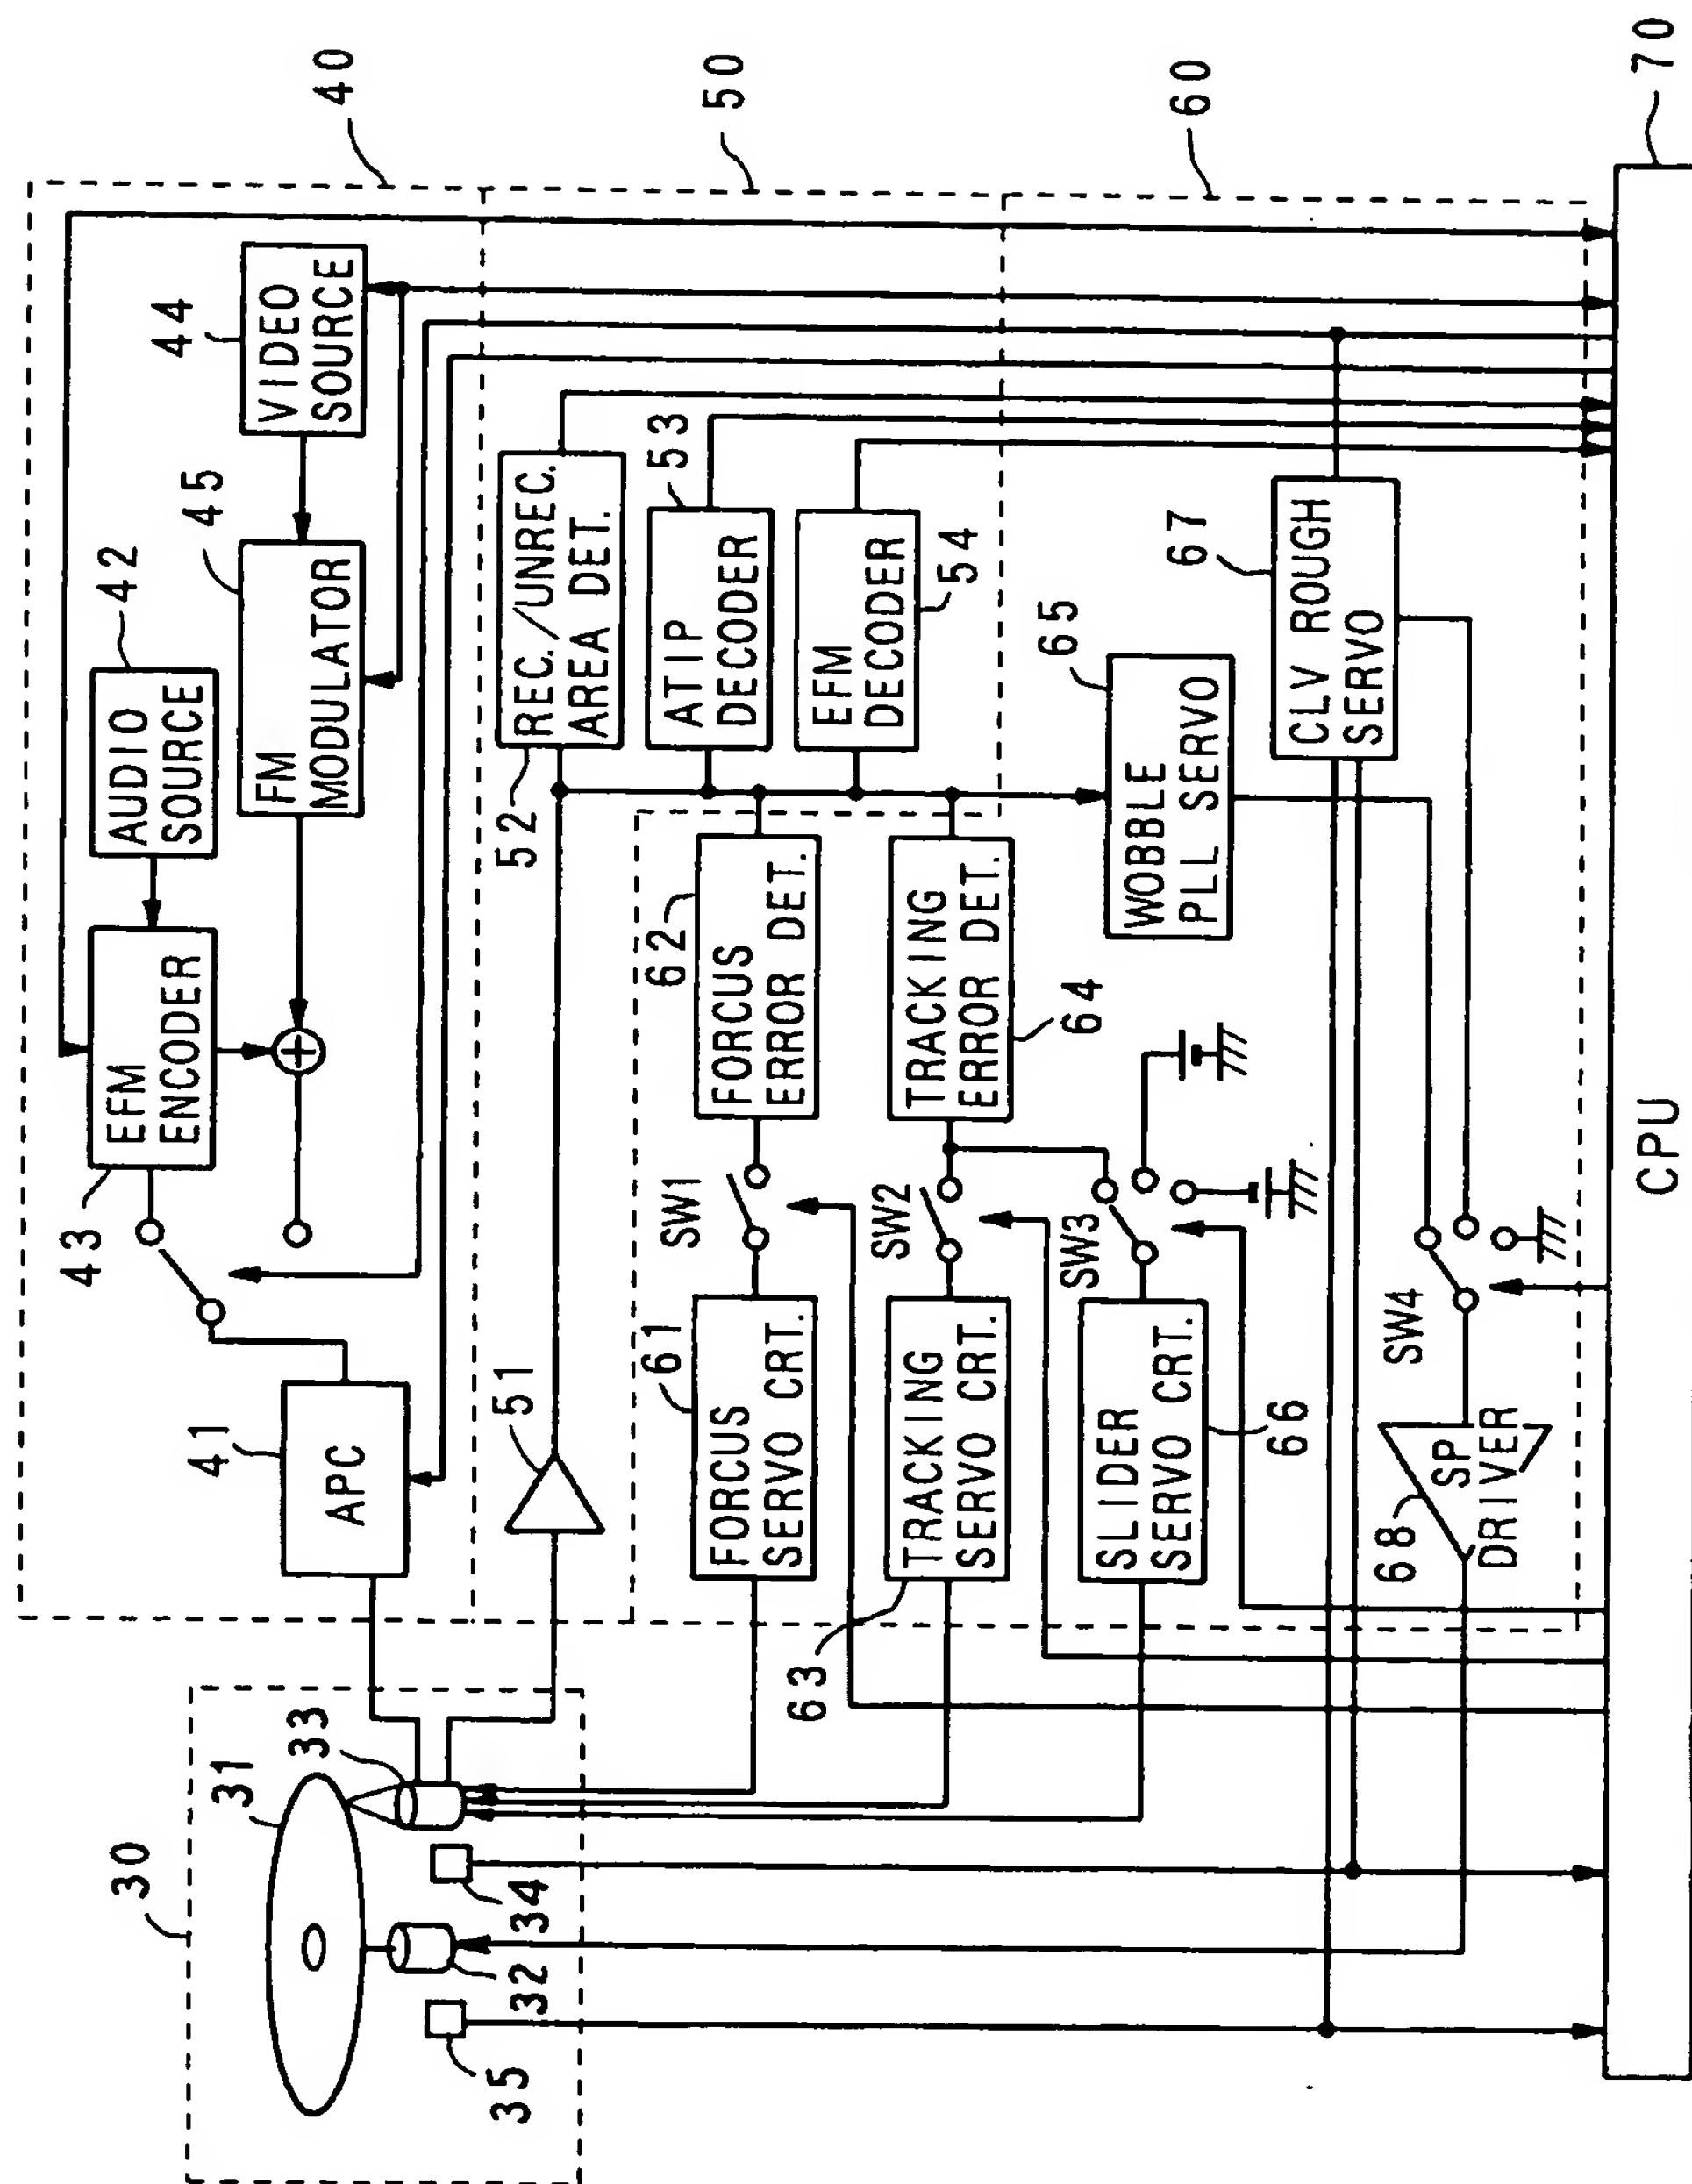 30
31
32
33
34
35
40
41
APC
42
AUDIO
SOURCE
43
EFM
ENCODER
44
VIDEO
SOURCE
45
FM
MODULATOR
50
51
52
REC./UNREC.
AREA DET.
53
ATIP
DECODER
54
EFM
DECODER
60
61
FORCUS
SERVO CRT.
SW1
62
FORCUS
ERROR DET.
63
TRACKING
SERVO CRT.
SW2
64
TRACKING
ERROR DET.
65
WOBBLE
PLL SERVO
66
SLIDER
SERVO CRT.
SW3
67
CLV ROUGH
SERVO
68
SP
DRIVER
SW4
70
CPU